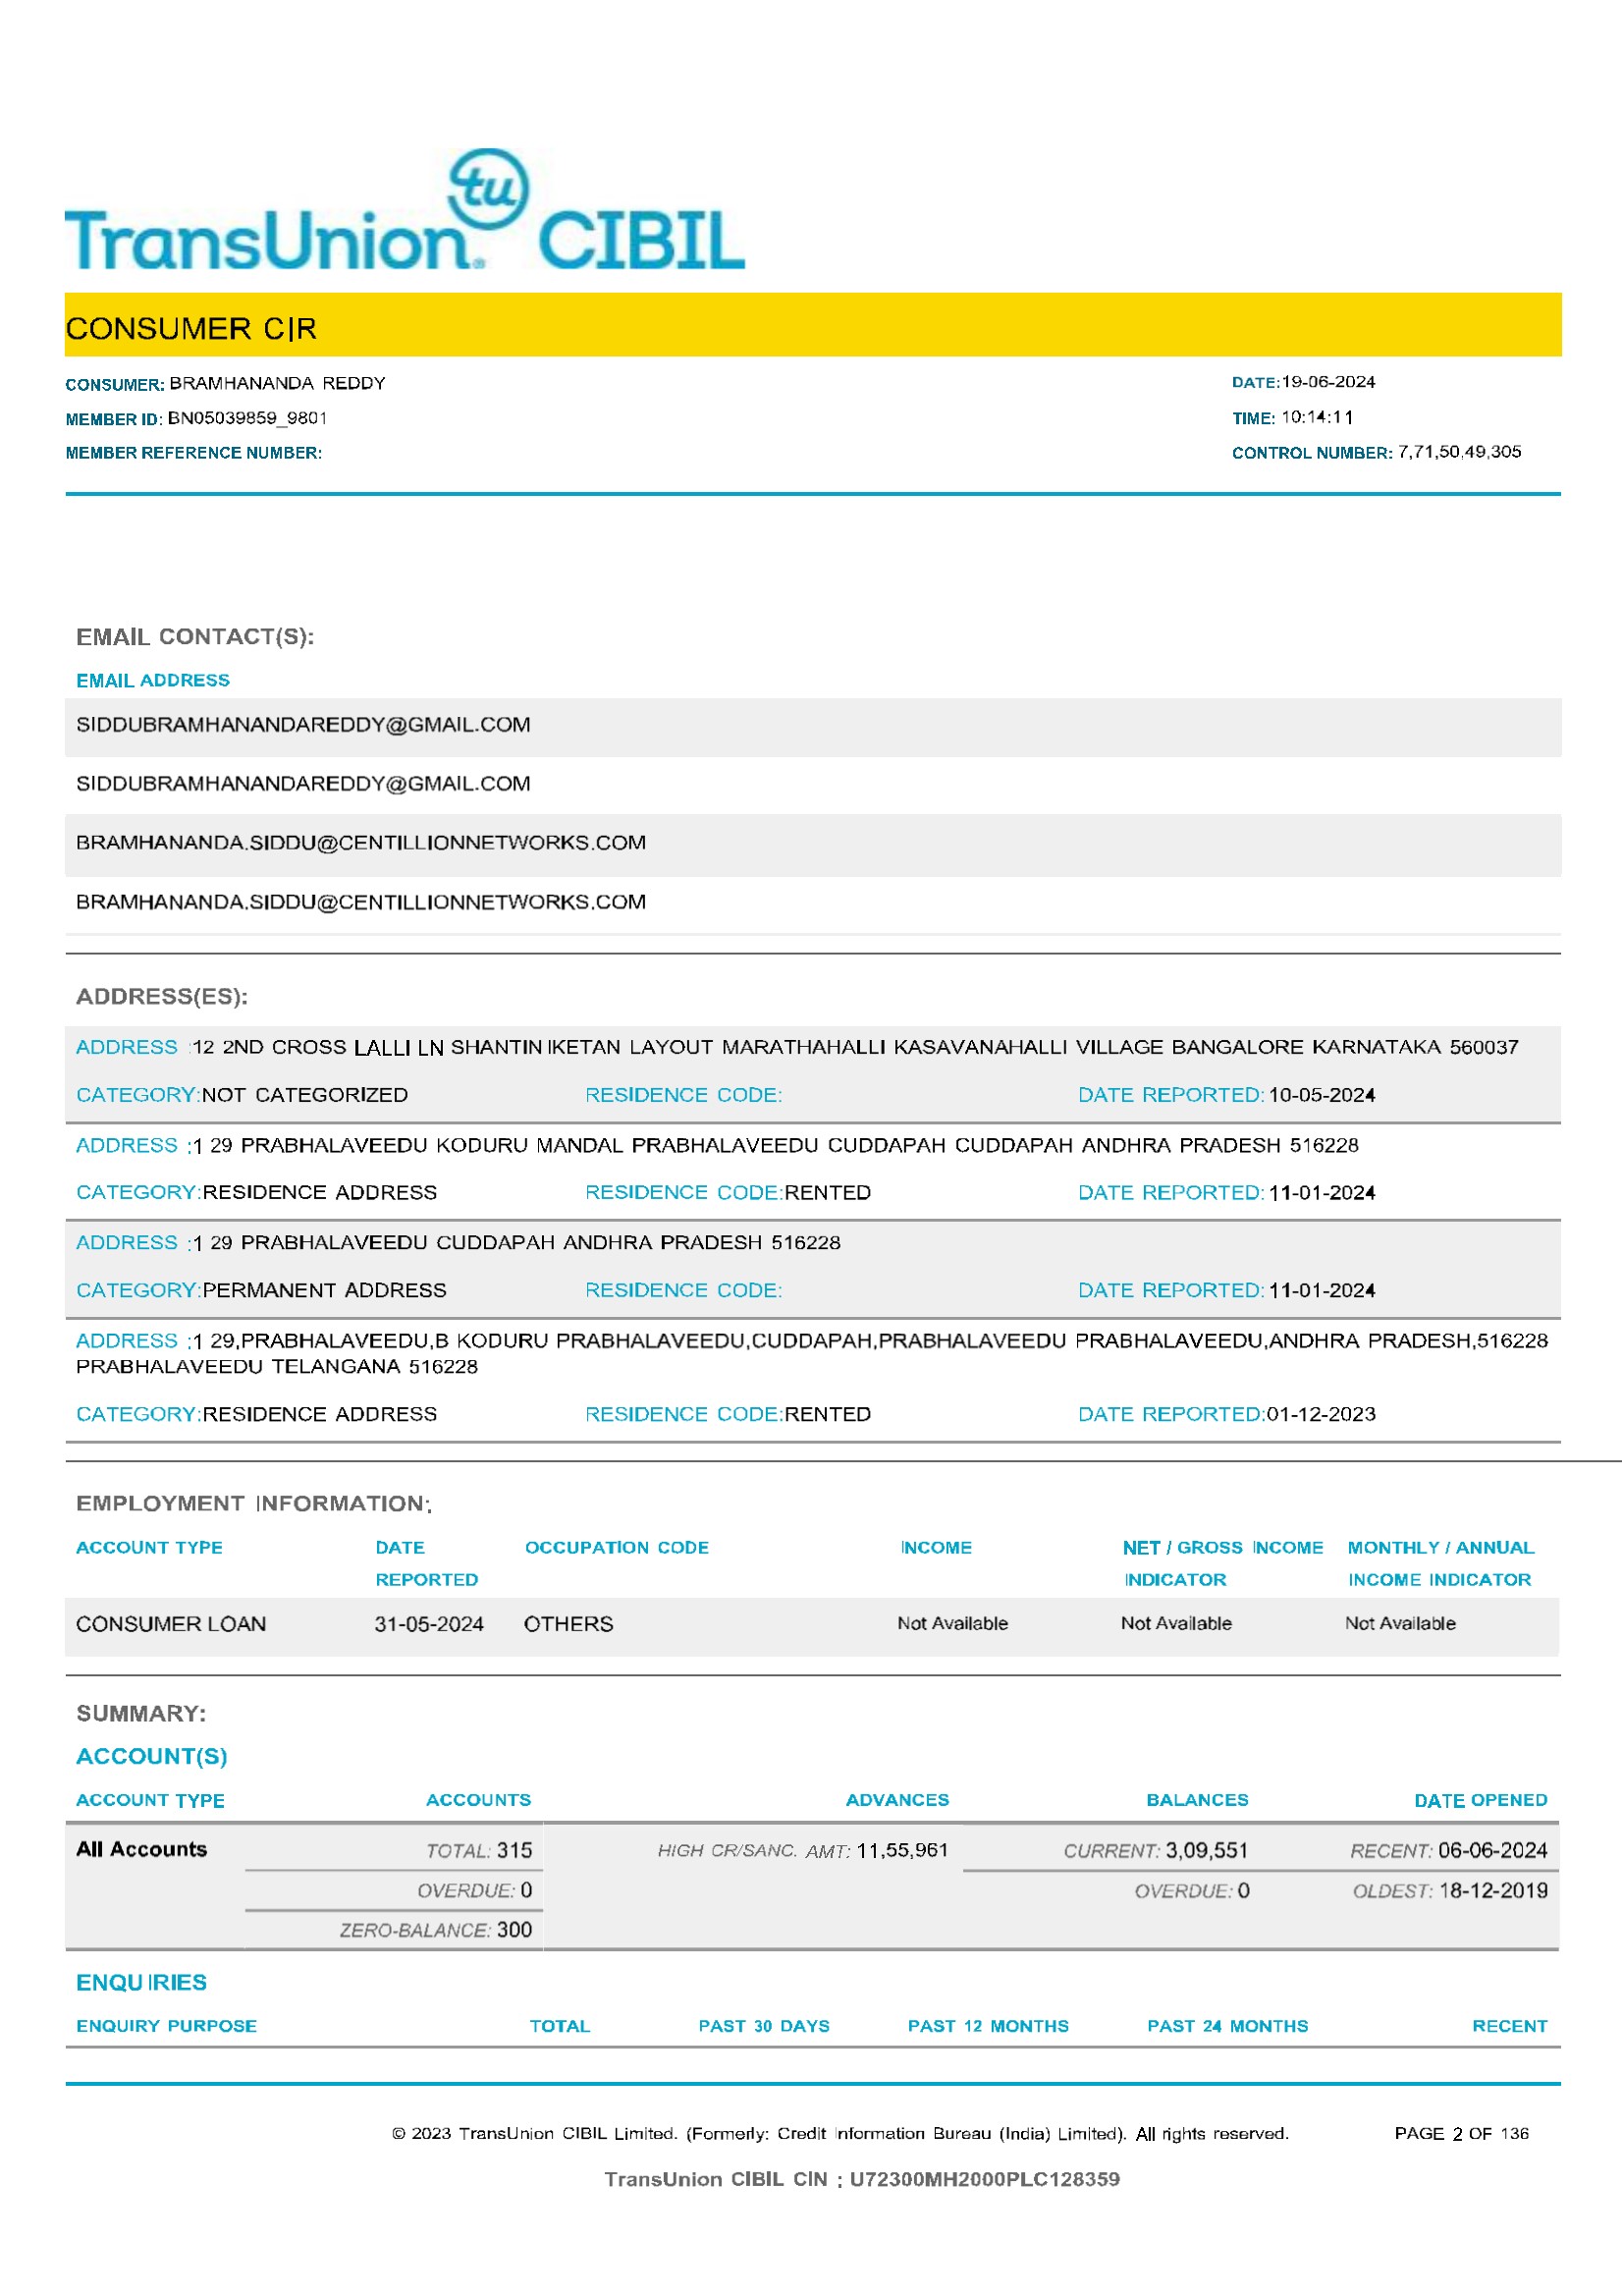 tu
TransUnion® CIBIL
CONSUMER CIR
CONSUMER: BRAMHANANDA REDDY DATE:19-06-2024
MEMBER ID: BN05039859_9801 TIME: 10:14:11
MEMBER REFERENCE NUMBER: CONTROL NUMBER: 7,71,50,49,305
EMAIL CONTACT(S):
EMAIL ADDRESS
SIDDUBRAMHANANDAREDDY@GMAIL.COM
SIDDUBRAMHANANDAREDDY@GMAIL.COM
BRAMHANANDA.SIDDU@CENTILLIONNETWORKS.COM
BRAMHANANDA.SIDDU@CENTILLIONNETWORKS.COM
ADDRESS(ES):
ADDRESS :12 2ND CROSS LALLI LN SHANTINIKETAN LAYOUT MARATHAHALLI KASAVANAHALLI VILLAGE BANGALORE KARNATAKA 560037
CATEGORY:NOT CATEGORIZED RESIDENCE CODE: DATE REPORTED:10-05-2024
ADDRESS :1 29 PRABHALAVEEDU KODURU MANDAL PRABHALAVEEDU CUDDAPAH CUDDAPAH ANDHRA PRADESH 516228
CATEGORY:RESIDENCE ADDRESS RESIDENCE CODE:RENTED DATE REPORTED:11-01-2024
ADDRESS :1 29 PRABHALAVEEDU CUDDAPAH ANDHRA PRADESH 516228
CATEGORY:PERMANENT ADDRESS RESIDENCE CODE: DATE REPORTED:11-01-2024
ADDRESS :1 29,PRABHALAVEEDU,B KODURU PRABHALAVEEDU,CUDDAPAH,PRABHALAVEEDU PRABHALAVEEDU,ANDHRA PRADESH,516228
PRABHALAVEEDU TELANGANA 516228
CATEGORY:RESIDENCE ADDRESS RESIDENCE CODE:RENTED DATE REPORTED:01-12-2023
EMPLOYMENT INFORMATION:
ACCOUNT TYPE DATE OCCUPATION CODE INCOME NET / GROSS INCOME MONTHLY / ANNUAL
REPORTED INDICATOR INCOME INDICATOR
CONSUMER LOAN 31-05-2024 OTHERS Not Available Not Available Not Available
SUMMARY:
ACCOUNT(S)
ACCOUNT TYPE ACCOUNTS ADVANCES BALANCES DATE OPENED
All Accounts TOTAL: 315 HIGH CR/SANC. AMT: 11,55,961 CURRENT: 3,09,551 RECENT: 06-06-2024
OVERDUE: 0 OVERDUE: 0 OLDEST: 18-12-2019
ZERO-BALANCE: 300
ENQUIRIES
ENQUIRY PURPOSE TOTAL PAST 30 DAYS PAST 12 MONTHS PAST 24 MONTHS RECENT
© 2023 TransUnion CIBIL Limited. (Formerly: Credit Information Bureau (India) Limited). All rights reserved. PAGE 2 OF 136
TransUnion CIBIL CIN : U72300MH2000PLC128359